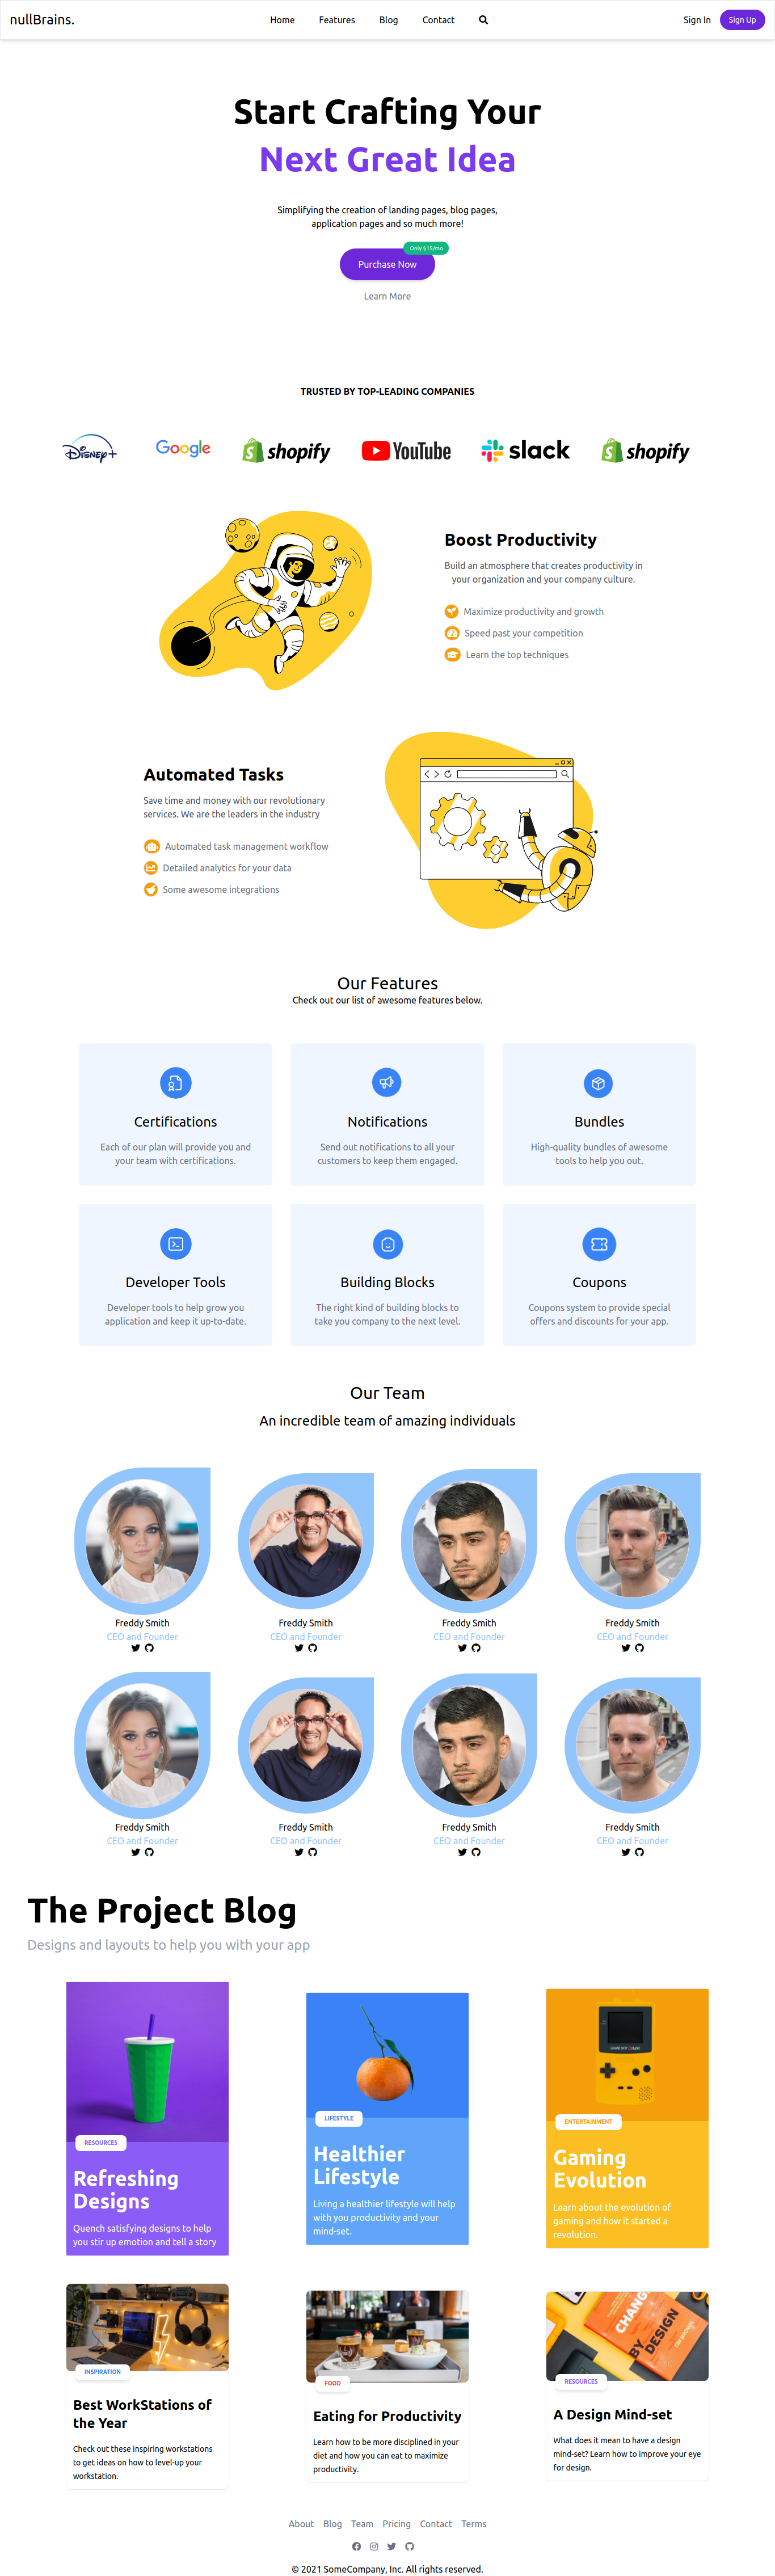 nullBrains.
Home Features Blog Contact
Sign In Sign Up
Start Crafting Your
Next Great Idea
Simplifying the creation of landing pages, blog pages,
application pages and so much more!
Only $15/mo
Purchase Now
Learn More
TRUSTED BY TOP-LEADING COMPANIES
Disney+ Google shopify YouTube slack shopify
Boost Productivity
Build an atmosphere that creates productivity in
your organization and your company culture.
Maximize productivity and growth
Speed past your competition
Learn the top techniques
Automated Tasks
Save time and money with our revolutionary
services. We are the leaders in the industry
Automated task management workflow
Detailed analytics for your data
Some awesome integrations
Our Features
Check out our list of awesome features below.
Certifications
Each of our plan will provide you and
your team with certifications.
Notifications
Send out notifications to all your
customers to keep them engaged.
Bundles
High-quality bundles of awesome
tools to help you out.
Developer Tools
Developer tools to help grow you
application and keep it up-to-date.
Building Blocks
The right kind of building blocks to
take you company to the next level.
Coupons
Coupons system to provide special
offers and discounts for your app.
Our Team
An incredible team of amazing individuals
Freddy Smith
CEO and Founder
Freddy Smith
CEO and Founder
Freddy Smith
CEO and Founder
Freddy Smith
CEO and Founder
Freddy Smith
CEO and Founder
Freddy Smith
CEO and Founder
Freddy Smith
CEO and Founder
Freddy Smith
CEO and Founder
The Project Blog
Designs and layouts to help you with your app
RESOURCES
Refreshing
Designs
Quench satisfying designs to help
you stir up emotion and tell a story
LIFESTYLE
Healthier
Lifestyle
Living a healthier lifestyle will help
with you productivity and your
mind-set.
GAME BOY COLOR
ENTERTAINMENT
Gaming
Evolution
Learn about the evolution of
gaming and how it started a
revolution.
INSPIRATION
Best WorkStations of
the Year
Check out these inspiring workstations
to get ideas on how to level-up your
workstation.
FOOD
Eating for Productivity
Learn how to be more disciplined in your
diet and how you can eat to maximize
productivity.
CHANGE
BY
DESIGN
RESOURCES
A Design Mind-set
What does it mean to have a design
mind-set? Learn how to improve your eye
for design.
About Blog Team Pricing Contact Terms
© 2021 SomeCompany, Inc. All rights reserved.